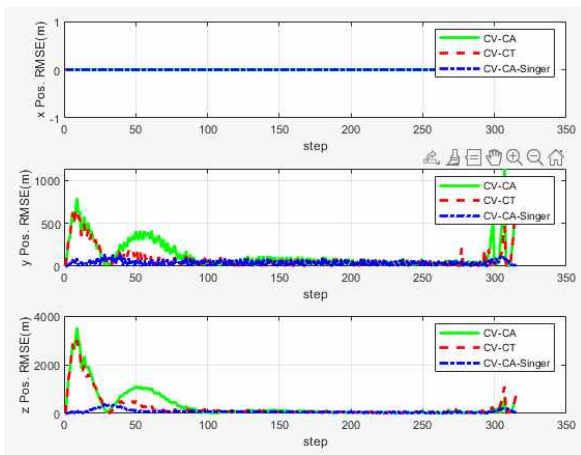 x Pos. RMSE(m)
1
0
-1
0 50 100 150 200 250 300 350
step
CV-CA
CV-CT
CV-CA-Singer
y Pos. RMSE(m)
1000
500
0
0 50 100 150 200 250 300 350
step
CV-CA
CV-CT
CV-CA-Singer
z Pos. RMSE(m)
4000
2000
0
0 50 100 150 200 250 300 350
step
CV-CA
CV-CT
CV-CA-Singer